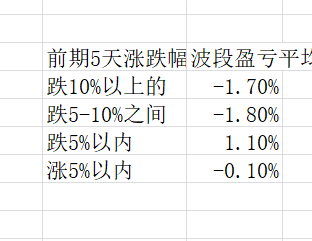 前期5天涨跌幅 波段盈亏平均
跌10%以上的 -1.70%
跌5-10%之间 -1.80%
跌5%以内 1.10%
涨5%以内 -0.10%